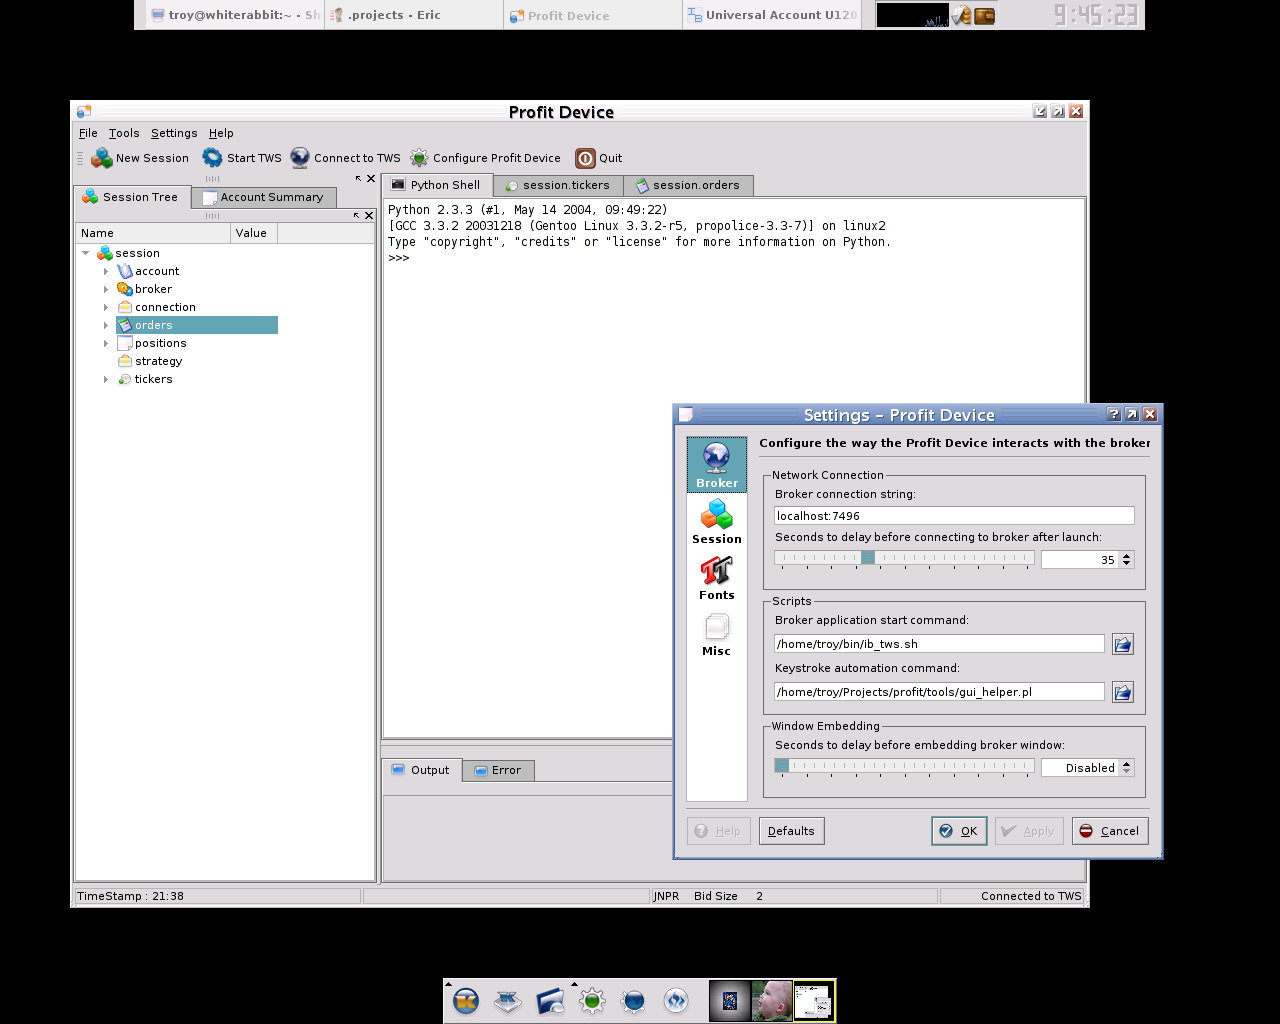 troy@whiterabbit:~ - Sh
.projects - Eric
Profit Device
Universal Account U120
9:45:23
Profit Device
File Tools Settings Help
New Session Start TWS Connect to TWS Configure Profit Device Quit
Session Tree Account Summary
Name Value
session
account
broker
connection
orders
positions
strategy
tickers
Python Shell session.tickers session.orders
Python 2.3.3 (#1, May 14 2004, 09:49:22)
[GCC 3.3.2 20031218 (Gentoo Linux 3.3.2-r5, propolice-3.3-7)] on linux2
Type "copyright", "credits" or "license" for more information on Python.
>>>
Output Error
TimeStamp : 21:38
JNPR Bid Size 2
Connected to TWS
Settings – Profit Device
Broker
Session
Fonts
Misc
Configure the way the Profit Device interacts with the broker
Network Connection
Broker connection string:
localhost:7496
Seconds to delay before connecting to broker after launch:
35
Scripts
Broker application start command:
/home/troy/bin/ib_tws.sh
Keystroke automation command:
/home/troy/Projects/profit/tools/gui_helper.pl
Window Embedding
Seconds to delay before embedding broker window:
Disabled
Help Defaults OK Apply Cancel